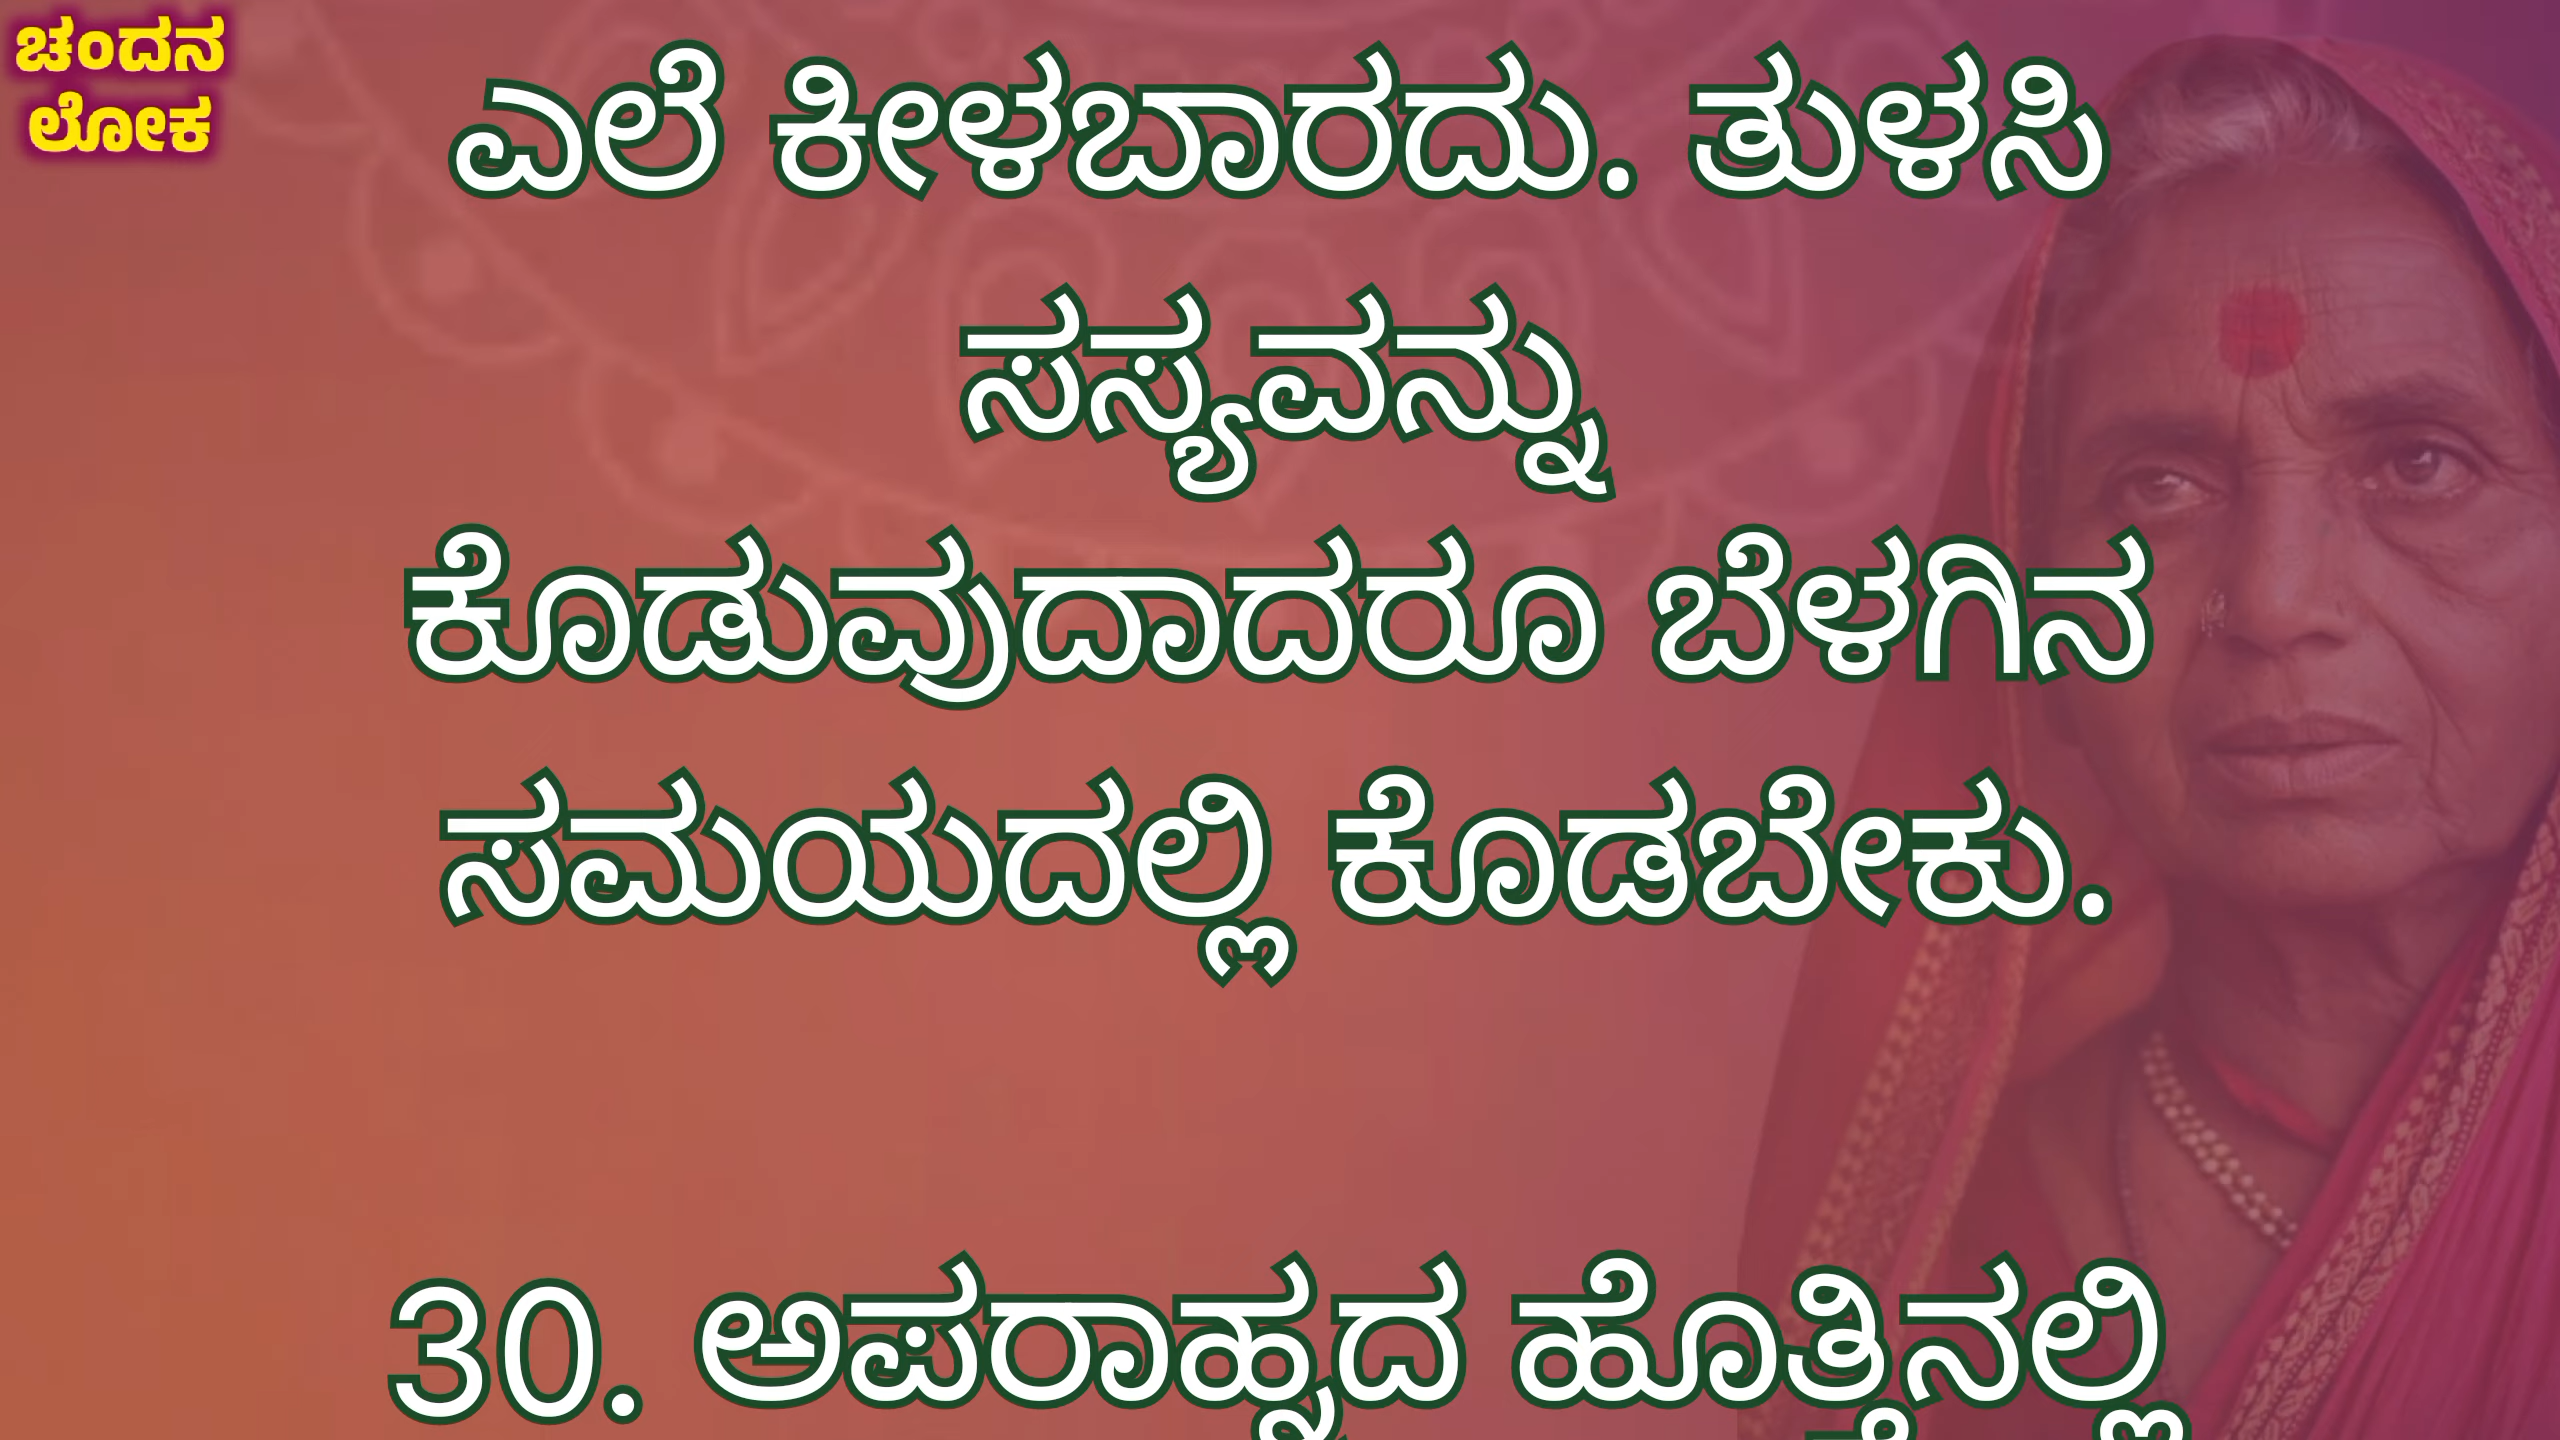 ಚಂದನ
ಲೋಕ
ಎಲೆ ಕೀಳಬಾರದು. ತುಳಸಿ
ಸಸ್ಯವನ್ನು
ಕೊಡುವುದಾದರೂ ಬೆಳಗಿನ
ಸಮಯದಲ್ಲಿ ಕೊಡಬೇಕು.
30. ಅಪರಾಹ್ನದ ಹೊತ್ತಿನಲ್ಲಿ